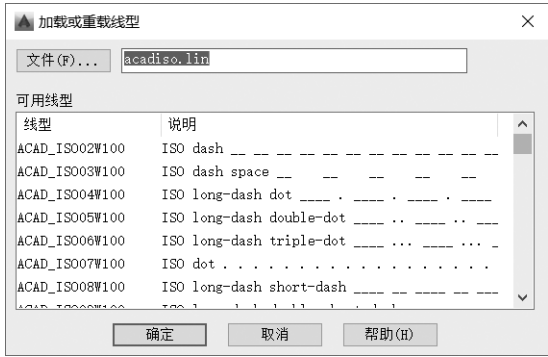 加载或重载线型
文件(F)... acadiso.lin
可用线型
线型 说明
ACAD_ISO02W100 ISO dash __ __ __ __ __ __ __ __ __ __ __
ACAD_ISO03W100 ISO dash space __ __ __ __ __
ACAD_ISO04W100 ISO long-dash dot ____ . ____ . ____ . ____
ACAD_ISO05W100 ISO long-dash double-dot ____ .. ____ .. ___
ACAD_ISO06W100 ISO long-dash triple-dot ____ ... ____ ... _
ACAD_ISO07W100 ISO dot . . . . . . . . . . . . . . . . .
ACAD_ISO08W100 ISO long-dash short-dash ____ __ ____ __ ___
确定 取消 帮助(H)